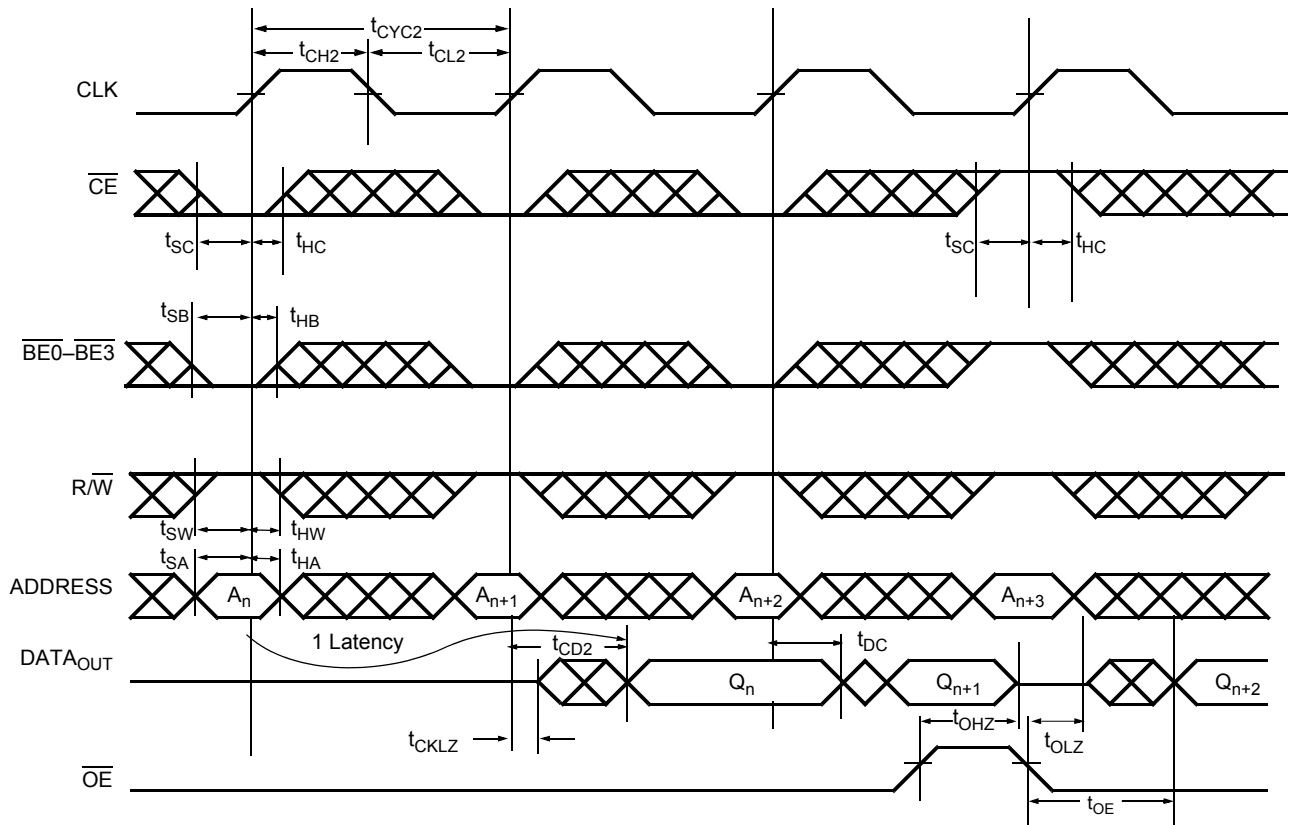 tCYC2
tCH2
tCL2
CLK
CE
tSC
tHC
tSC
tHC
tSB
tHB
BE0–BE3
R/W
tSW
tHW
tSA
tHA
ADDRESS
An
An+1
An+2
An+3
1 Latency
tCD2
tDC
DATAOUT
Qn
Qn+1
Qn+2
tOHZ
tCKLZ
tOLZ
OE
tOE